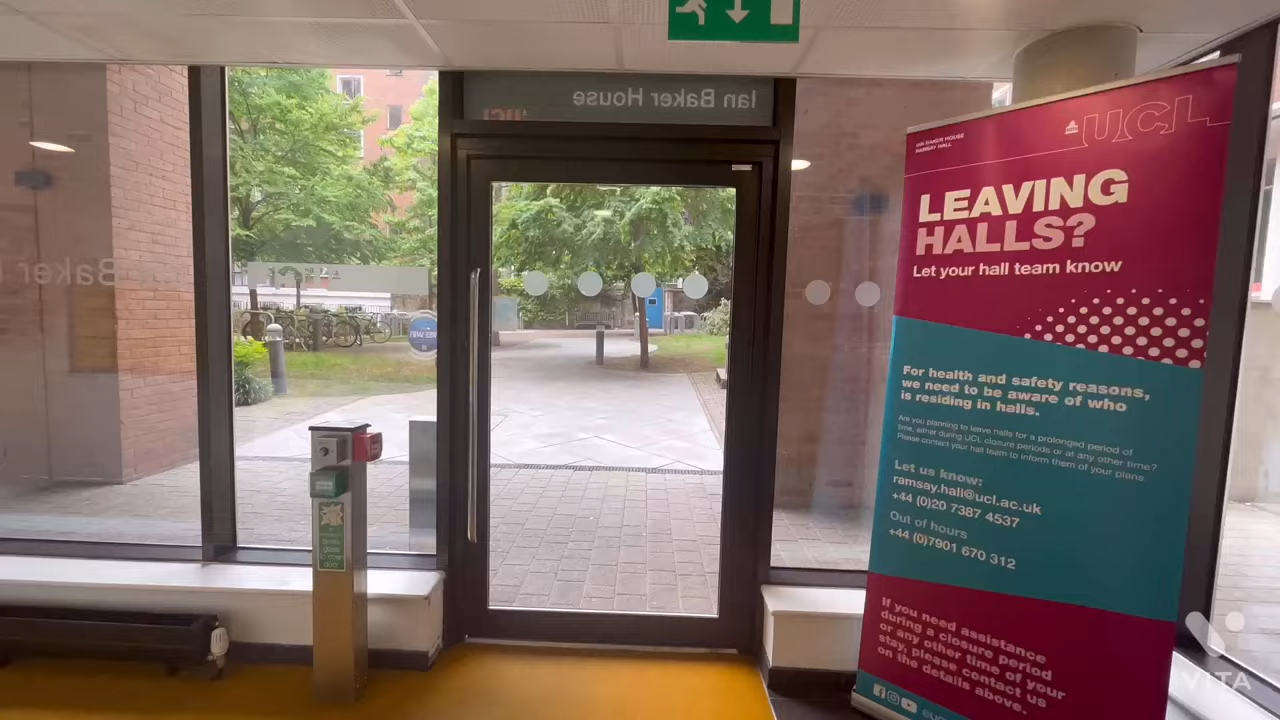 Ian Baker House
UCL
Baker
IAN BAKER HOUSE
RAMSAY HALL
UCL
LEAVING
HALLS?
Let your hall team know
For health and safety reasons,
we need to be aware of who
is residing in halls.
Are you planning to leave halls for a prolonged period of
time, either during UCL closure periods or at any other time?
Please contact your hall team to inform them of your plans.
Let us know:
ramsay.hall@ucl.ac.uk
+44 (0)20 7387 4537
Out of hours
+44 (0)7901 670 312
If you need assistance
during a closure period
or any other time of your
stay, please contact us
on the details above.
VITA